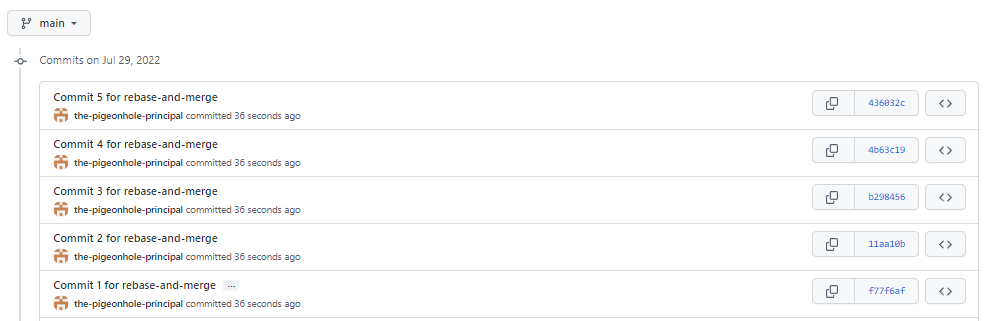 main
Commits on Jul 29, 2022
Commit 5 for rebase-and-merge
the-pigeonhole-principal committed 36 seconds ago
436032c
Commit 4 for rebase-and-merge
the-pigeonhole-principal committed 36 seconds ago
4b63c19
Commit 3 for rebase-and-merge
the-pigeonhole-principal committed 36 seconds ago
b298456
Commit 2 for rebase-and-merge
the-pigeonhole-principal committed 36 seconds ago
11aa10b
Commit 1 for rebase-and-merge ...
the-pigeonhole-principal committed 36 seconds ago
f77f6af